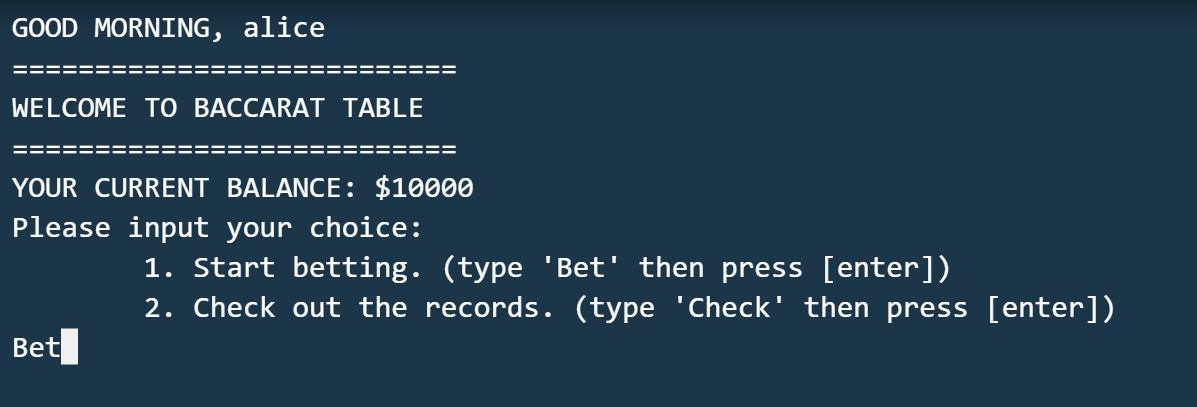 GOOD MORNING, alice
===========================
WELCOME TO BACCARAT TABLE
===========================
YOUR CURRENT BALANCE: $10000
Please input your choice:
        1. Start betting. (type 'Bet' then press [enter])
        2. Check out the records. (type 'Check' then press [enter])
Bet